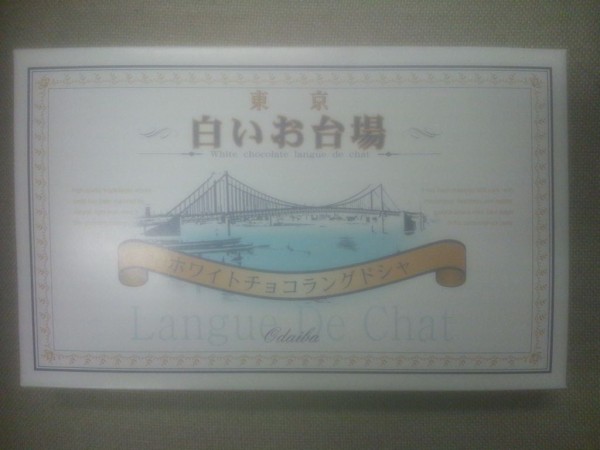 東京
白いお台場
White chocolate langue de chat
ホワイトチョコラングドシャ
Langue De Chat
Odaiba